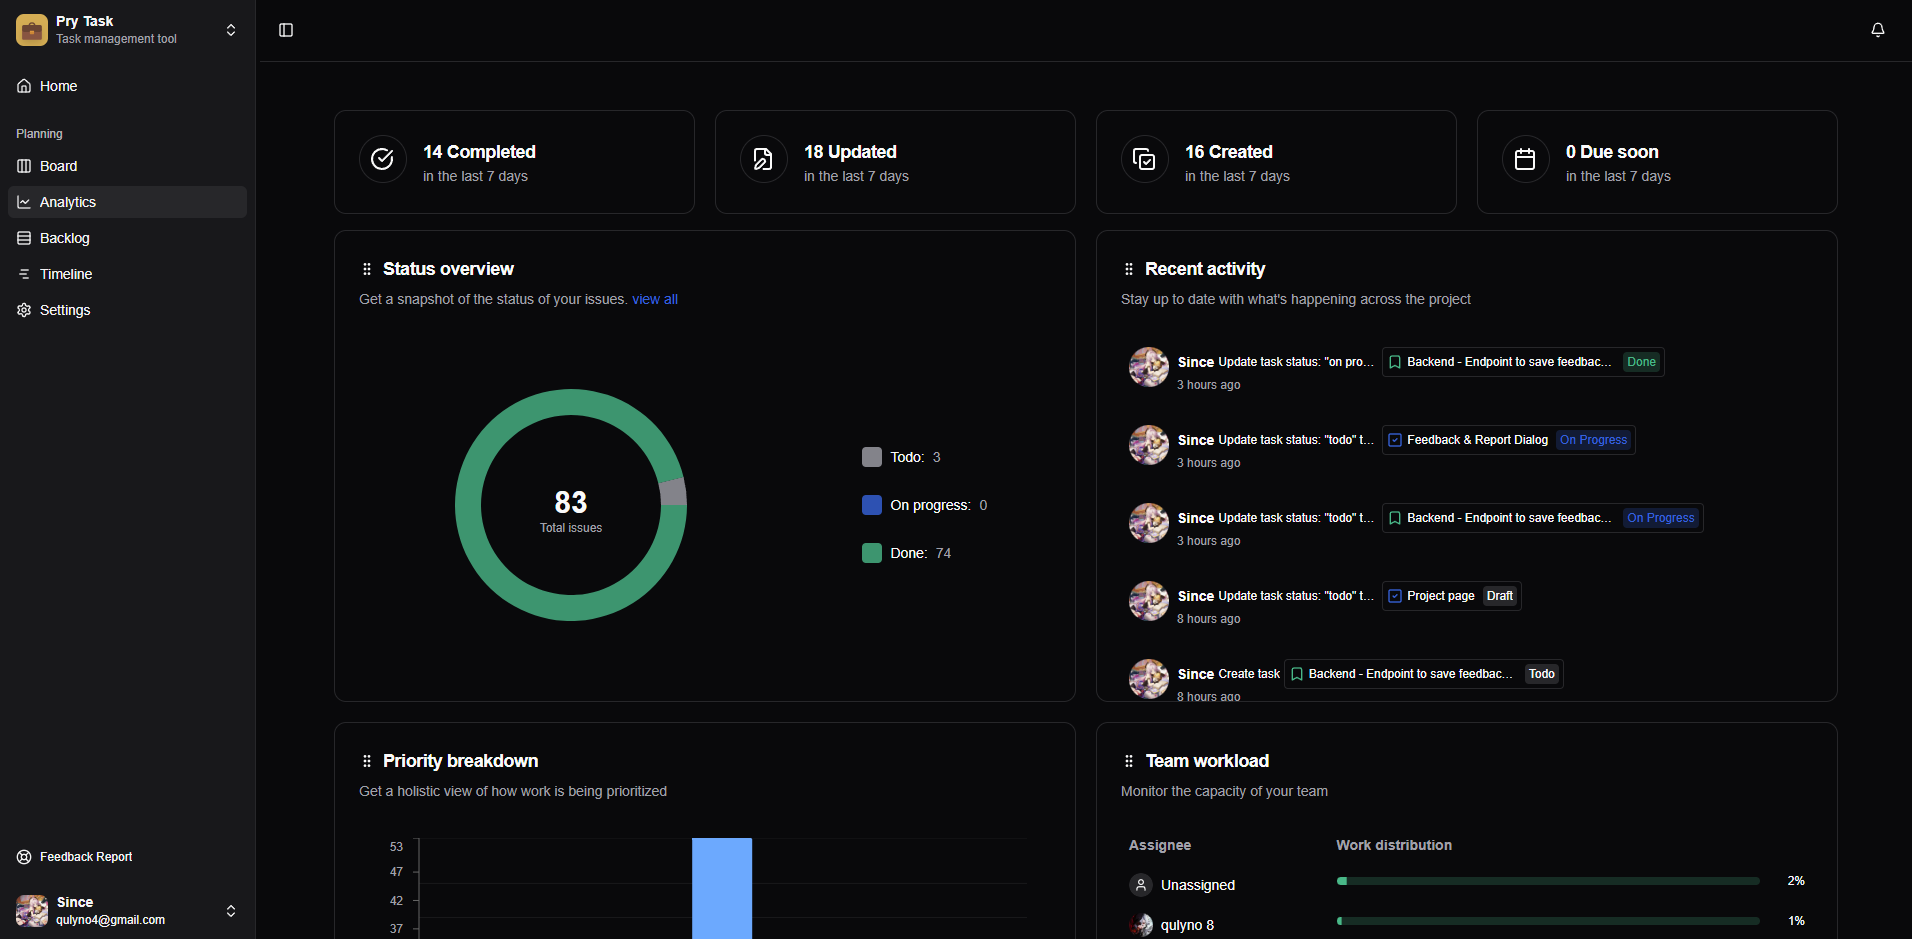 Pry Task
Task management tool
Home
Planning
Board
Analytics
Backlog
Timeline
Settings
Feedback Report
Since
qulyno4@gmail.com
14 Completed
in the last 7 days
18 Updated
in the last 7 days
16 Created
in the last 7 days
0 Due soon
in the last 7 days
Status overview
Get a snapshot of the status of your issues. view all
83
Total issues
Todo: 3
On progress: 0
Done: 74
Recent activity
Stay up to date with what's happening across the project
Since Update task status: "on pro... Backend - Endpoint to save feedbac... Done
3 hours ago
Since Update task status: "todo" t... Feedback & Report Dialog On Progress
3 hours ago
Since Update task status: "todo" t... Backend - Endpoint to save feedbac... On Progress
3 hours ago
Since Update task status: "todo" t... Project page Draft
8 hours ago
Since Create task Backend - Endpoint to save feedbac... Todo
8 hours ago
Priority breakdown
Get a holistic view of how work is being prioritized
53
47
42
37
Team workload
Monitor the capacity of your team
Assignee Work distribution
Unassigned 2%
qulyno 8 1%